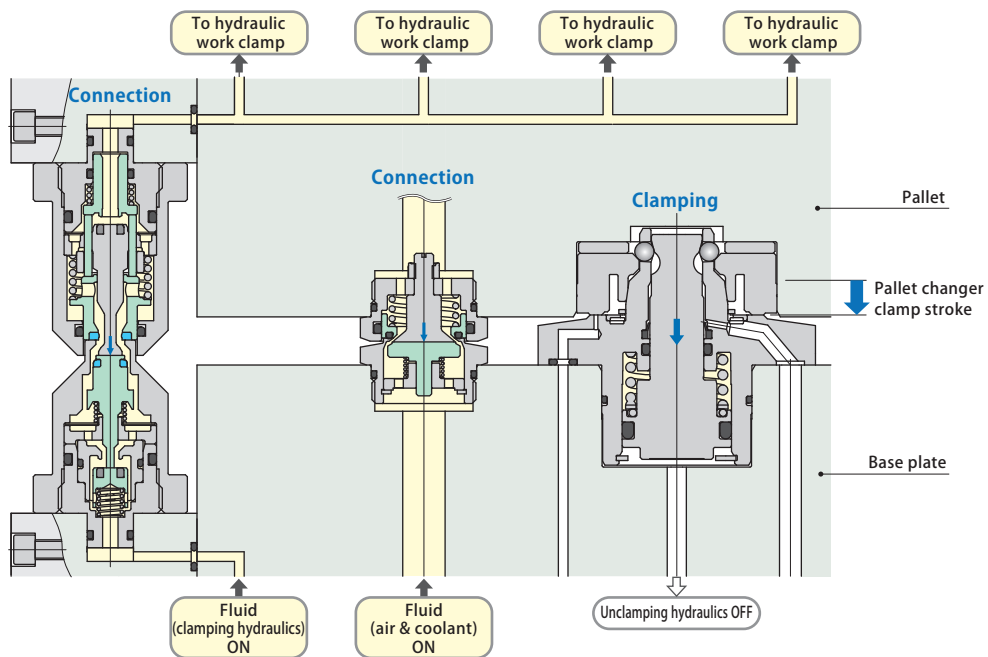 To hydraulic
work clamp
To hydraulic
work clamp
To hydraulic
work clamp
To hydraulic
work clamp
Connection
Connection
Clamping
Pallet
Pallet changer
clamp stroke
Base plate
Fluid
(clamping hydraulics)
ON
Fluid
(air & coolant)
ON
Unclamping hydraulics OFF